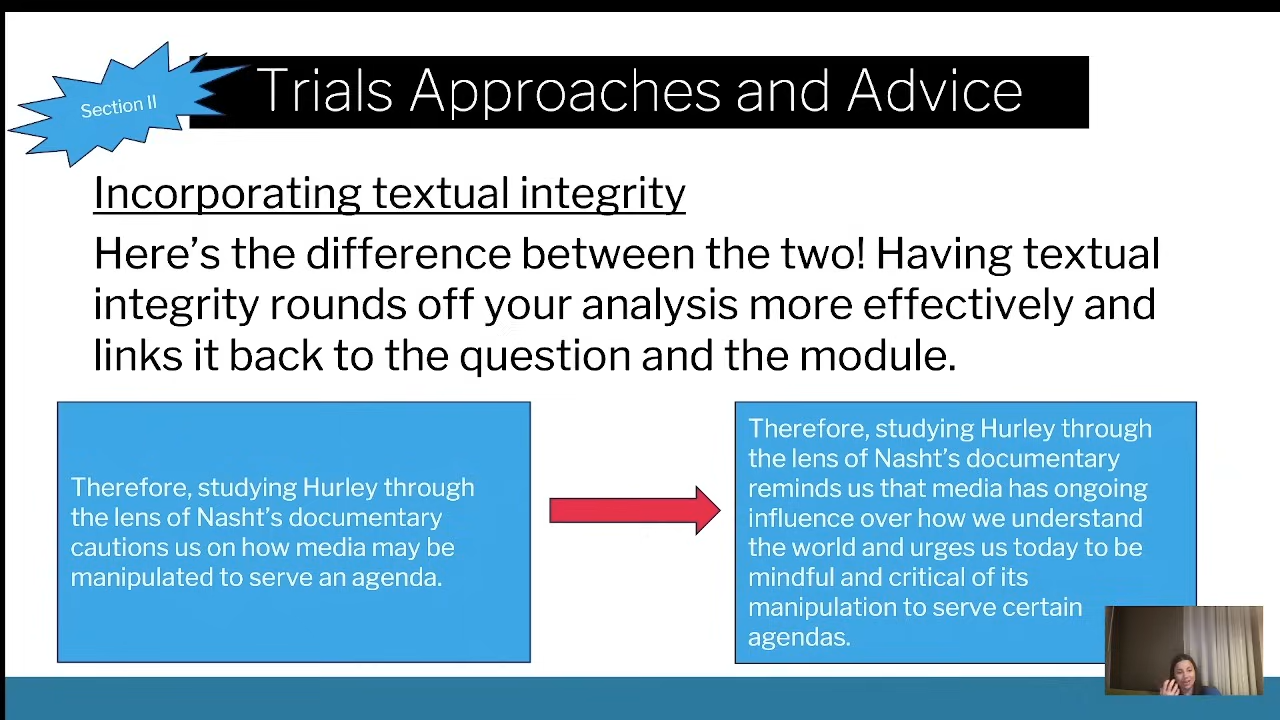 Section II
Trials Approaches and Advice
Incorporating textual integrity
Here’s the difference between the two! Having textual
integrity rounds off your analysis more effectively and
links it back to the question and the module.
Therefore, studying Hurley through
the lens of Nasht’s documentary
cautions us on how media may be
manipulated to serve an agenda.
Therefore, studying Hurley through
the lens of Nasht’s documentary
reminds us that media has ongoing
influence over how we understand
the world and urges us today to be
mindful and critical of its
manipulation to serve certain
agendas.